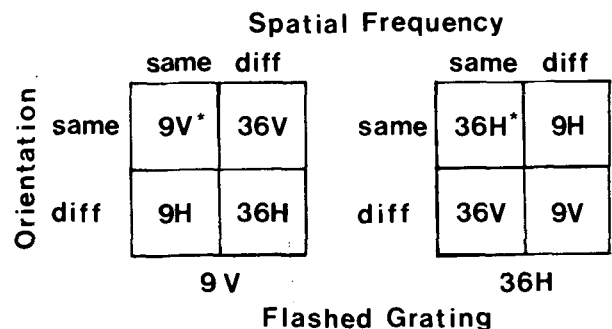 Spatial Frequency
same diff same diff
Orientation
same 9V* 36V same 36H* 9H
diff 9H 36H diff 36V 9V
9V 36H
Flashed Grating